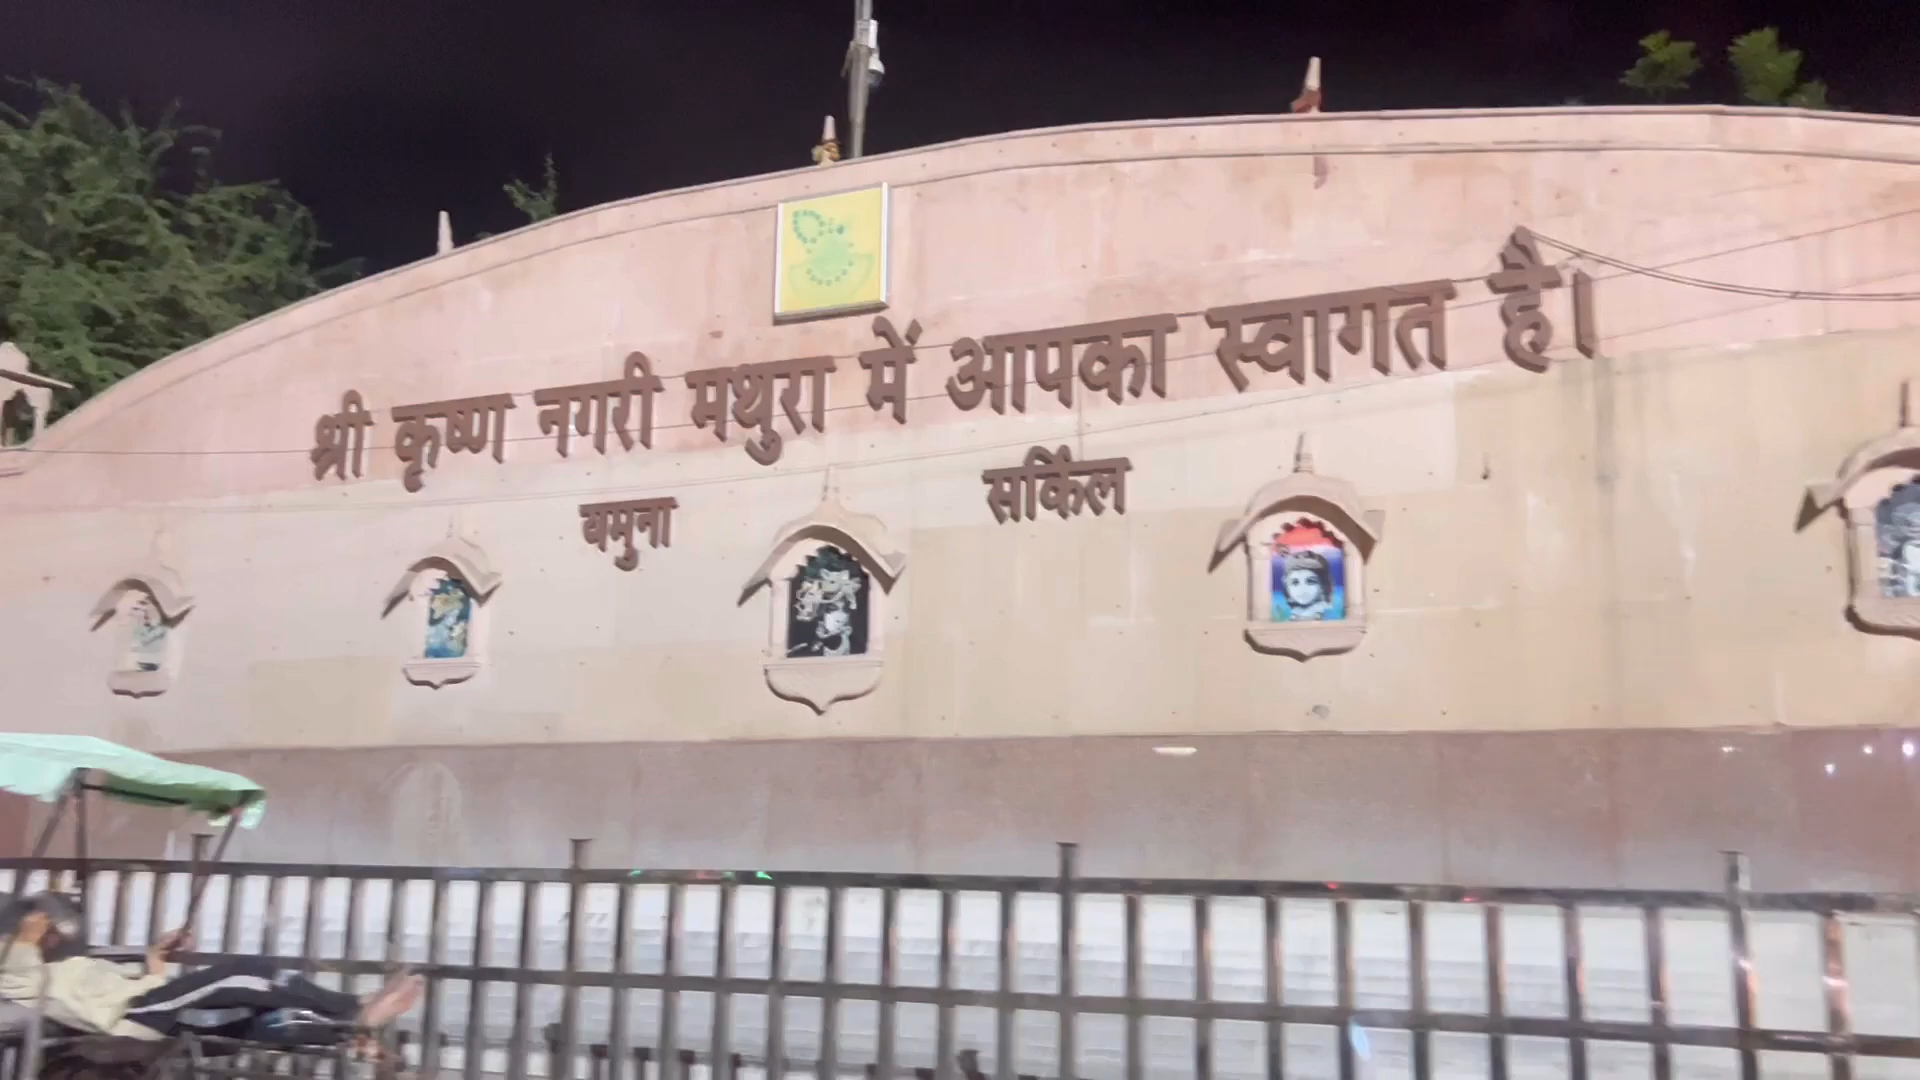 श्री कृष्ण नगरी मथुरा में आपका स्वागत है।
यमुना सर्किल